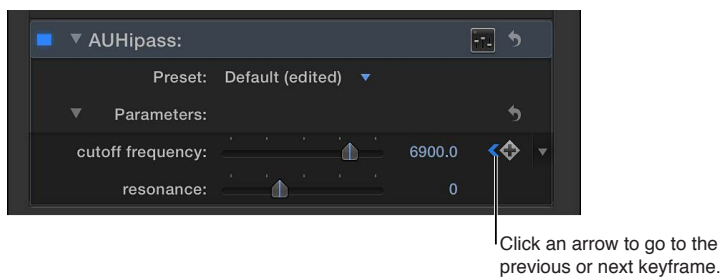 AUHipass:
Preset: Default (edited)
Parameters:
cutoff frequency: 6900.0
resonance: 0
Click an arrow to go to the
previous or next keyframe.